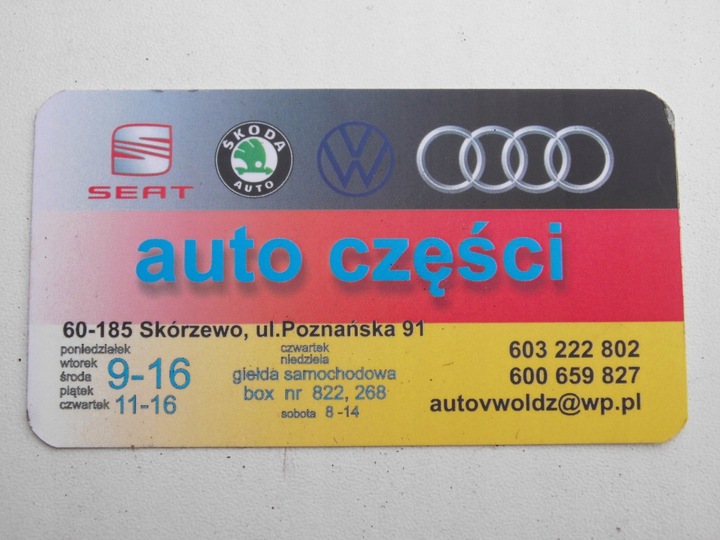 SEAT
ŠKODA
AUTO
VW
auto części
60-185 Skórzewo, ul.Poznańska 91
poniedziałek
wtorek
środa
piątek
9-16
czwartek 11-16
czwartek
niedziela
giełda samochodowa
box nr 822, 268
sobota 8-14
603 222 802
600 659 827
autovwoldz@wp.pl